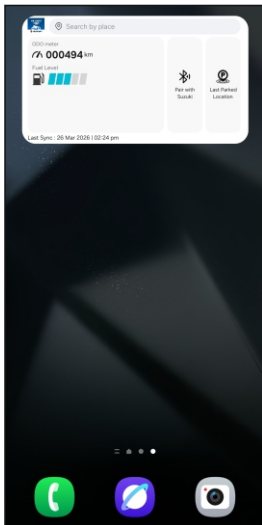 Search by place
ODO meter
000494 km
Fuel Level
Pair with
Suzuki
Last Parked
Location
Last Sync : 26 Mar 2026 | 02:24 pm